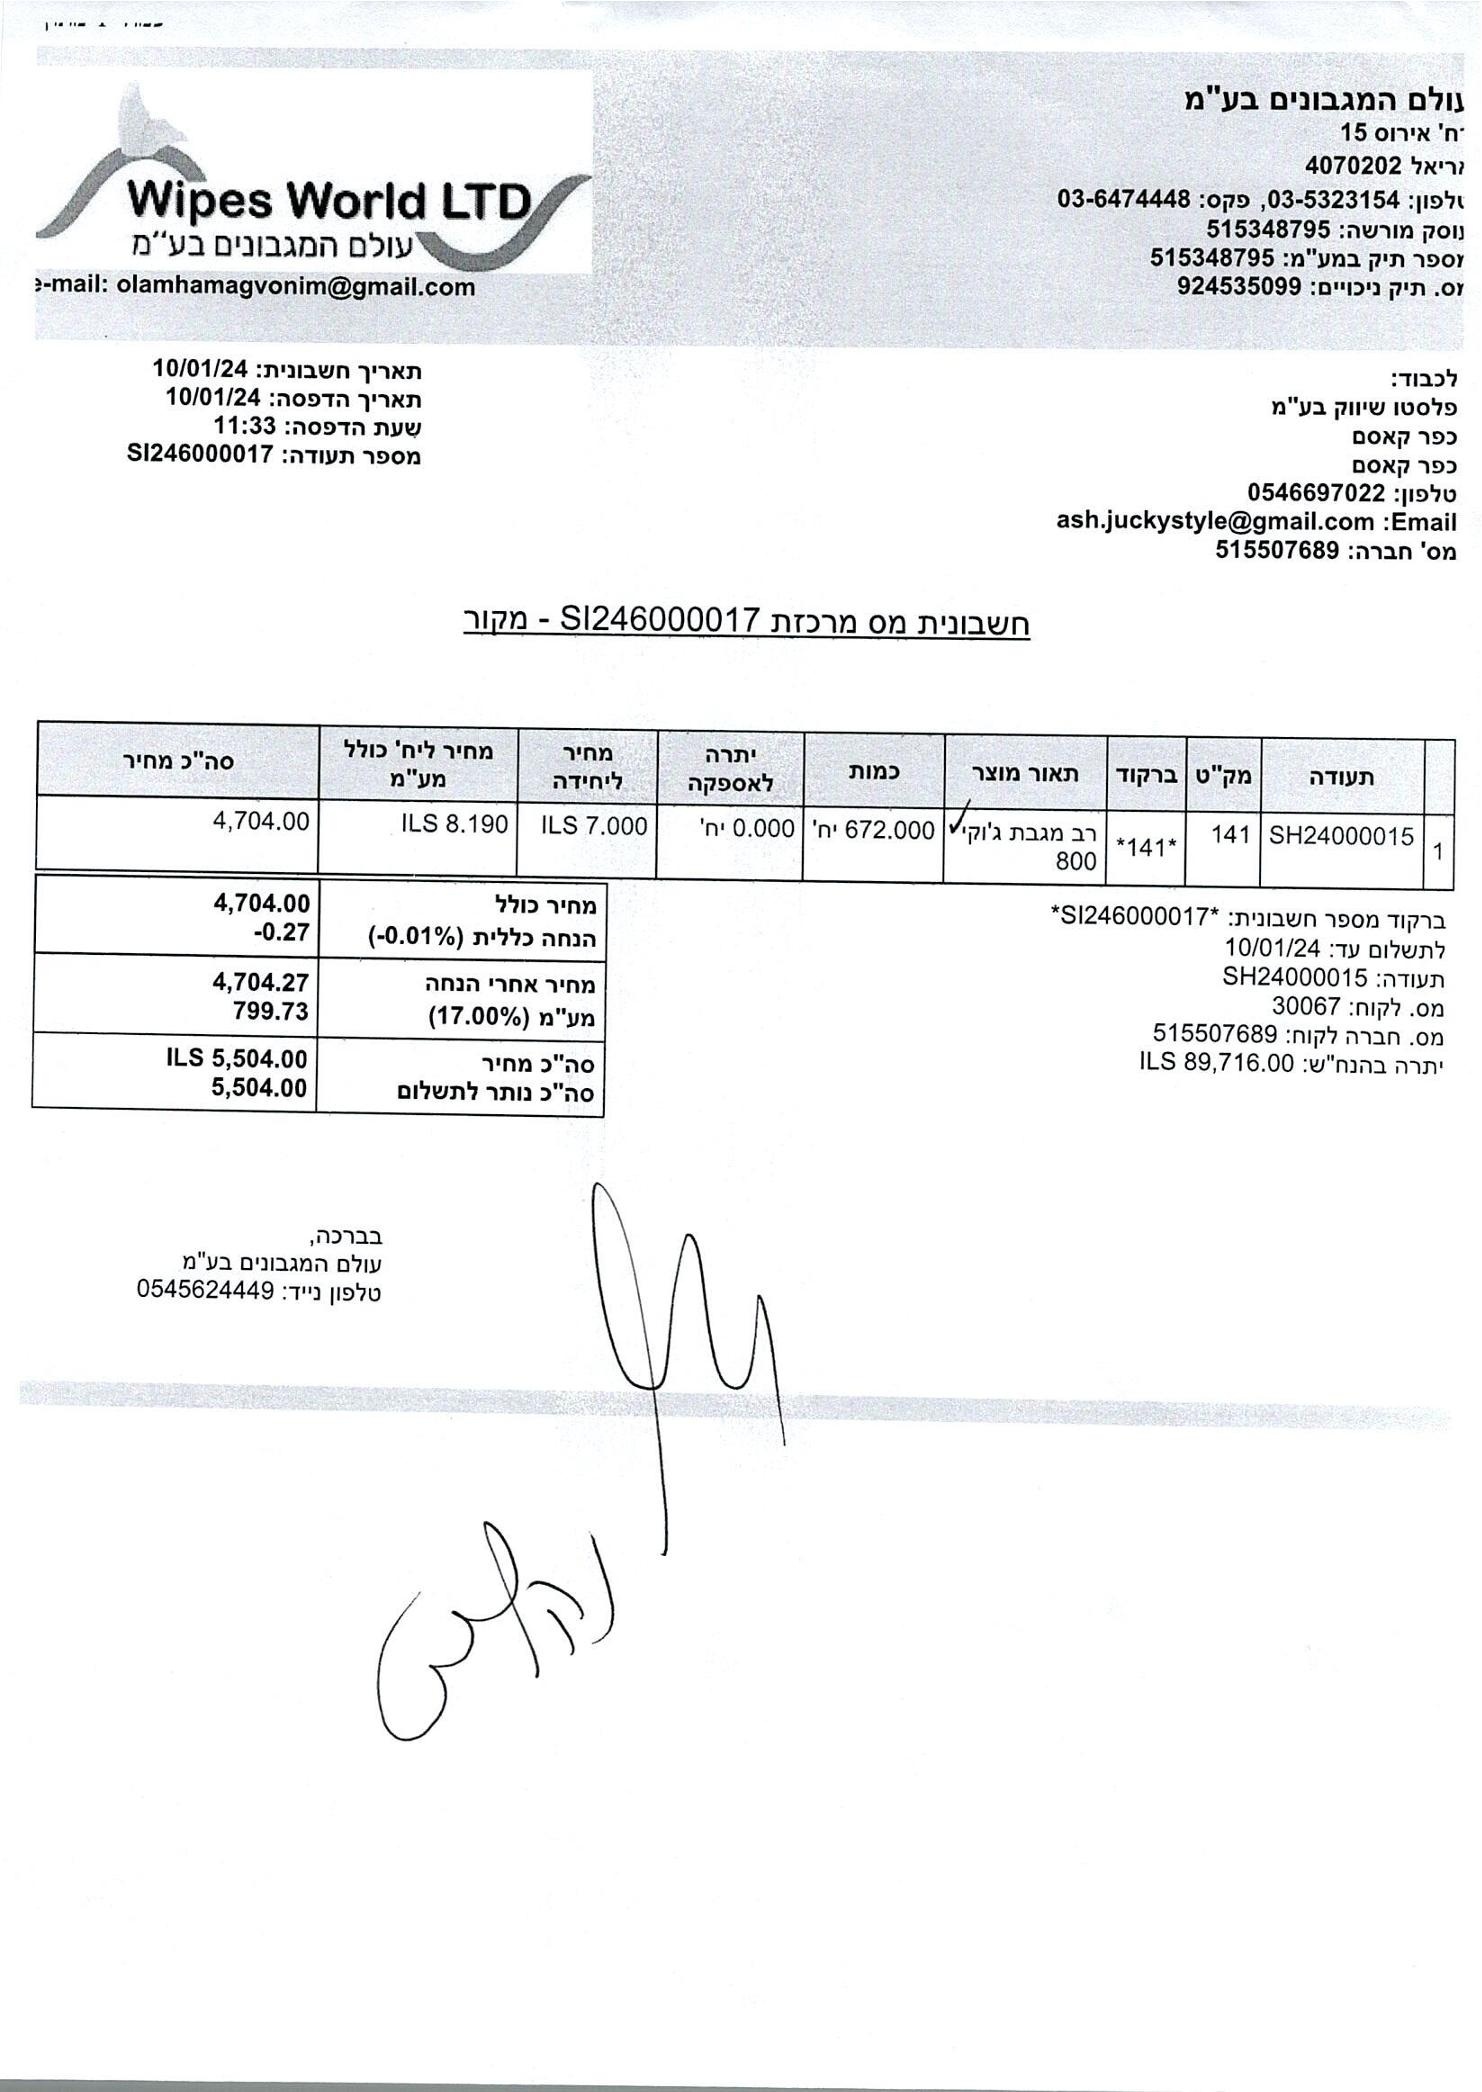 עולם המגבונים בע"מ
רח' אירוס 15
אריאל 4070202
טלפון: 03-5323154, פקס: 03-6474448
עוסק מורשה: 515348795
מספר תיק במע"מ: 515348795
מס. תיק ניכויים: 924535099
Wipes World LTD
עולם המגבונים בע"מ
e-mail: olamhamagvonim@gmail.com
לכבוד:
פלסטו שיווק בע"מ
כפר קאסם
כפר קאסם
טלפון: 0546697022
Email: ash.juckystyle@gmail.com
מס' חברה: 515507689
תאריך חשבונית: 10/01/24
תאריך הדפסה: 10/01/24
שעת הדפסה: 11:33
מספר תעודה: SI246000017
חשבונית מס מרכזת SI246000017 - מקור
תעודה מק"ט ברקוד תאור מוצר כמות יתרה לאספקה מחיר ליחידה מחיר ליח' כולל מע"מ סה"כ מחיר
1 SH24000015 141 *141* רב מגבת ג'וקי 800 672.000 יח' 0.000 יח' ILS 7.000 ILS 8.190 4,704.00
מחיר כולל 4,704.00
הנחה כללית (-0.01%) -0.27
מחיר אחרי הנחה 4,704.27
מע"מ (17.00%) 799.73
סה"כ מחיר ILS 5,504.00
סה"כ נותר לתשלום 5,504.00
ברקוד מספר חשבונית: *SI246000017*
לתשלום עד: 10/01/24
תעודה: SH24000015
מס. לקוח: 30067
מס. חברה לקוח: 515507689
יתרה בהנח"ש: ILS 89,716.00
בברכה,
עולם המגבונים בע"מ
טלפון נייד: 0545624449